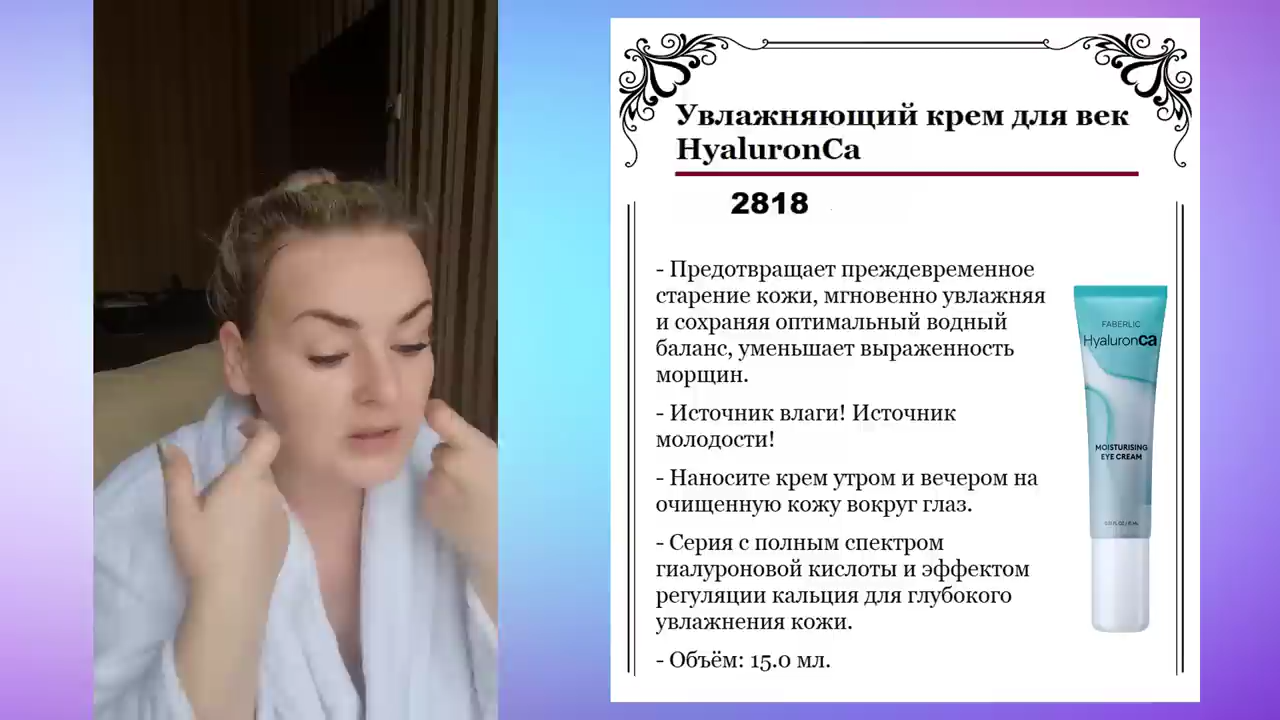 Увлажняющий крем для век
HyaluronCa
2818
- Предотвращает преждевременное
старение кожи, мгновенно увлажняя
и сохраняя оптимальный водный
баланс, уменьшает выраженность
морщин.
- Источник влаги! Источник
молодости!
- Наносите крем утром и вечером на
очищенную кожу вокруг глаз.
- Серия с полным спектром
гиалуроновой кислоты и эффектом
регуляции кальция для глубокого
увлажнения кожи.
- Объём: 15.0 мл.
FABERLIC
HyaluronCa
MOISTURISING
EYE CREAM